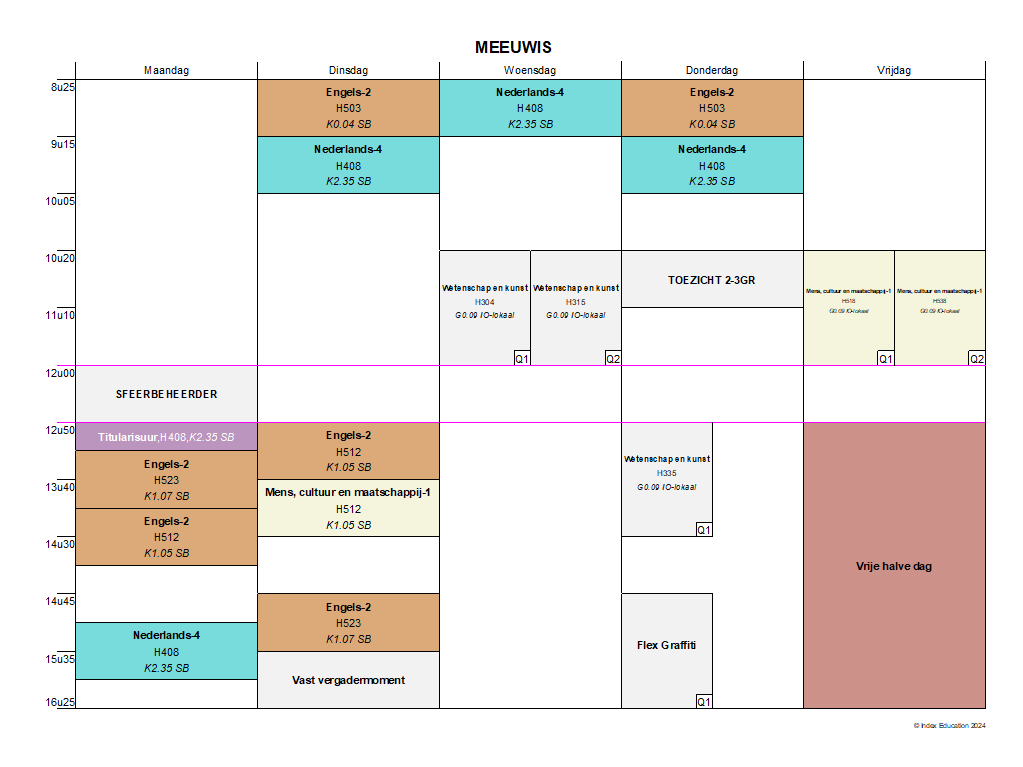 MEEUWIS
Maandag
Dinsdag
Woensdag
Donderdag
Vrijdag
8u25
9u15
10u05
10u20
11u10
12u00
12u50
13u40
14u30
14u45
15u35
16u25
SFEERBEHEERDER
Titularisuur,H408,K2.35 SB
Engels-2
H523
K1.07 SB
Engels-2
H512
K1.05 SB
Nederlands-4
H408
K2.35 SB
Engels-2
H503
K0.04 SB
Nederlands-4
H408
K2.35 SB
Engels-2
H512
K1.05 SB
Mens, cultuur en maatschappij-1
H512
K1.05 SB
Engels-2
H523
K1.07 SB
Vast vergadermoment
Nederlands-4
H408
K2.35 SB
Wetenschap en kunst
H304
G0.09 IO-lokaal
Q1
Wetenschap en kunst
H315
G0.09 IO-lokaal
Q2
Engels-2
H503
K0.04 SB
Nederlands-4
H408
K2.35 SB
TOEZICHT 2-3GR
Wetenschap en kunst
H335
G0.09 IO-lokaal
Q1
Flex Graffiti
Q1
Mens, cultuur en maatschappij-1
H518
G0.09 IO-lokaal
Q1
Mens, cultuur en maatschappij-1
H538
G0.09 IO-lokaal
Q2
Vrije halve dag
© Index Education 2024